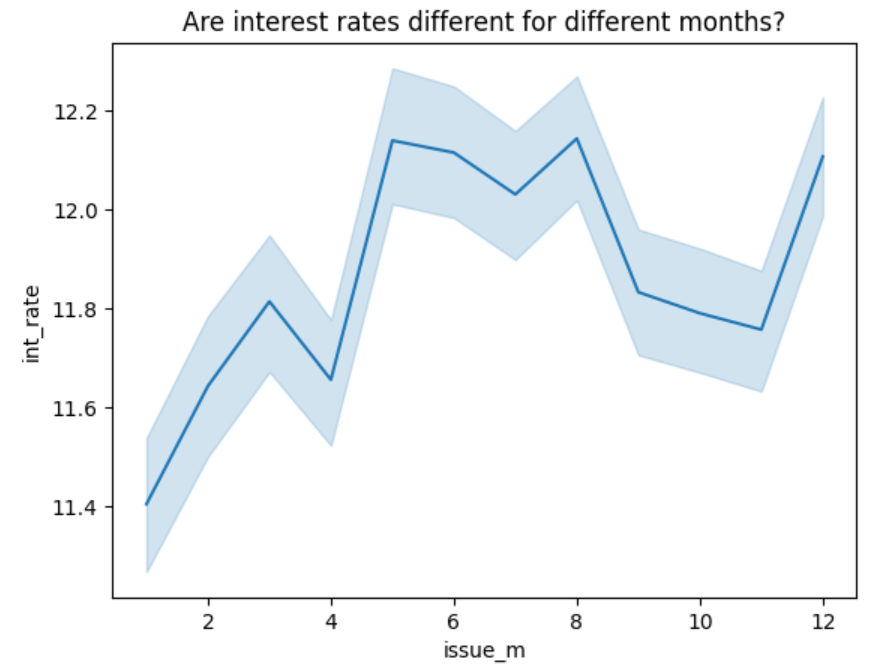 Are interest rates different for different months?
12.2
12.0
11.8
11.6
11.4
int_rate
2 4 6 8 10 12
issue_m